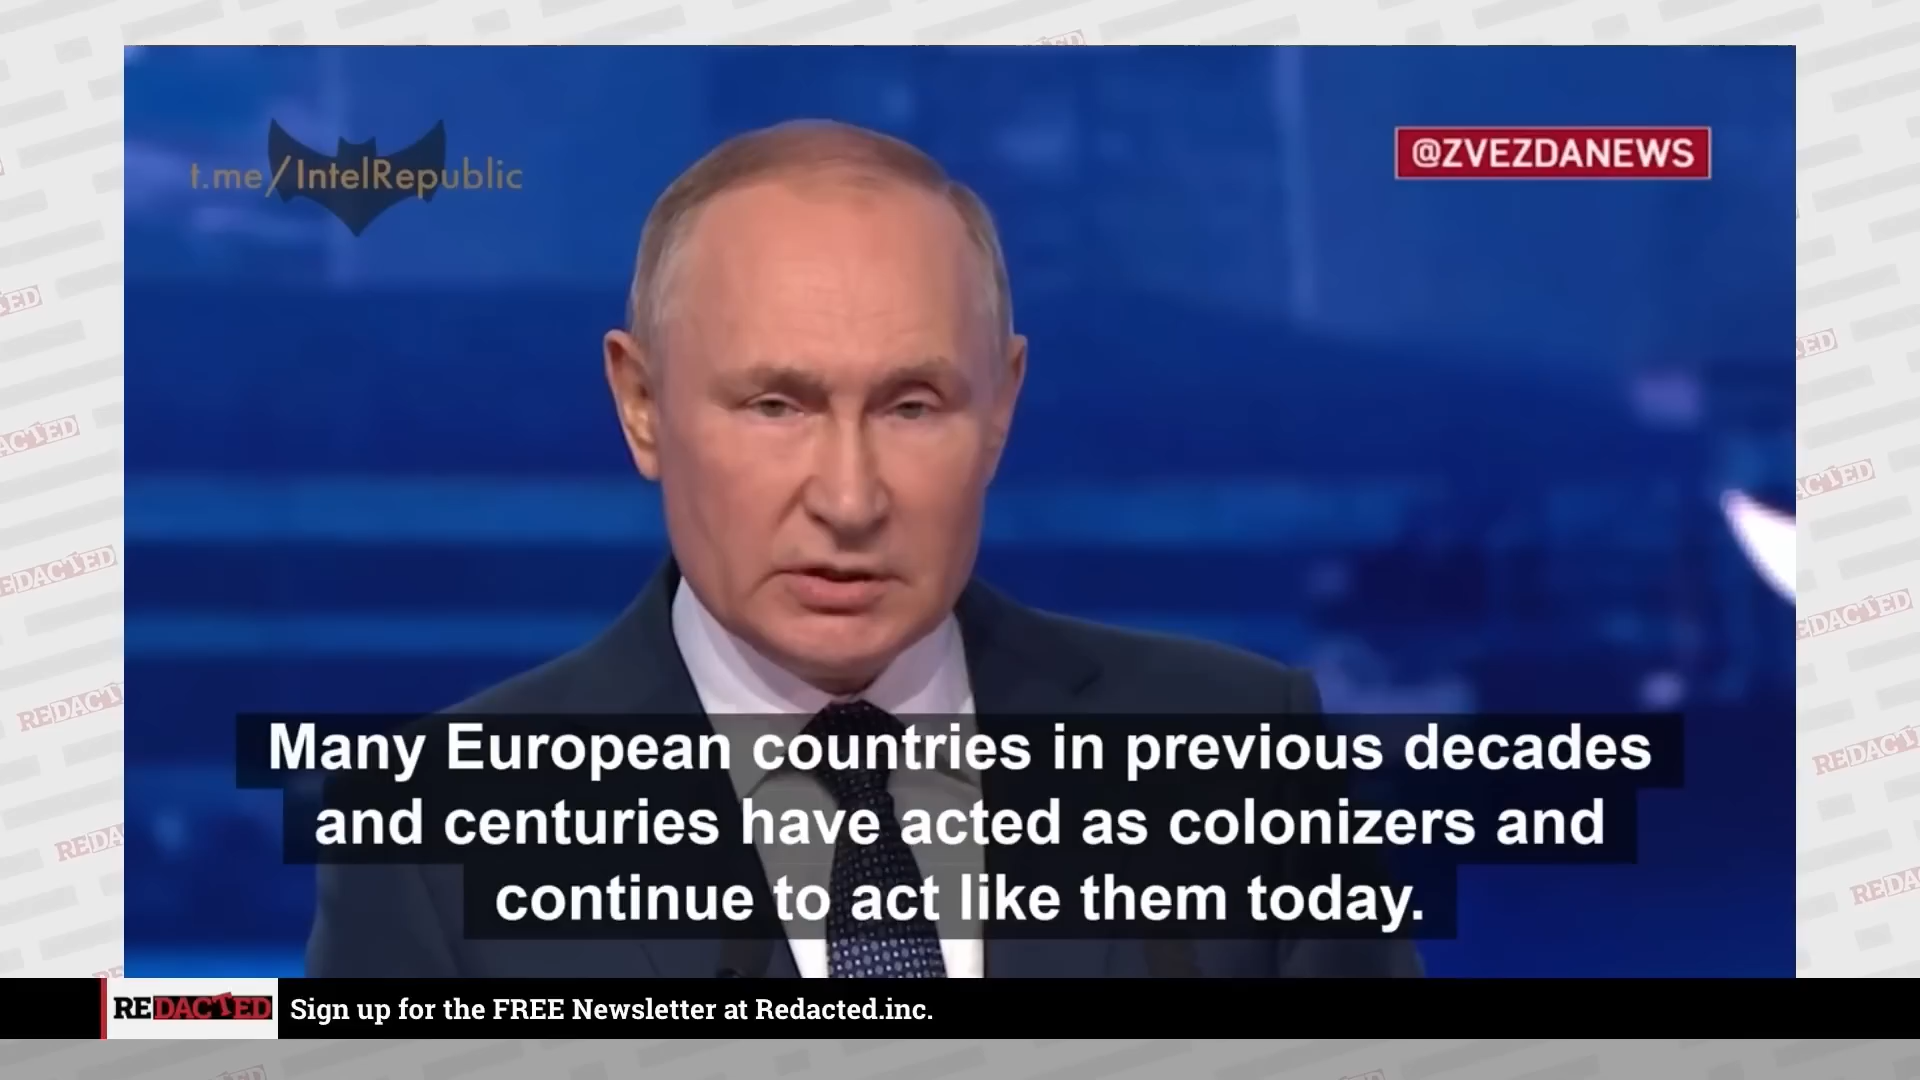 t.me/IntelRepublic
@ZVEZDANEWS
Many European countries in previous decades
and centuries have acted as colonizers and
continue to act like them today.
REDACTED Sign up for the FREE Newsletter at Redacted.inc.